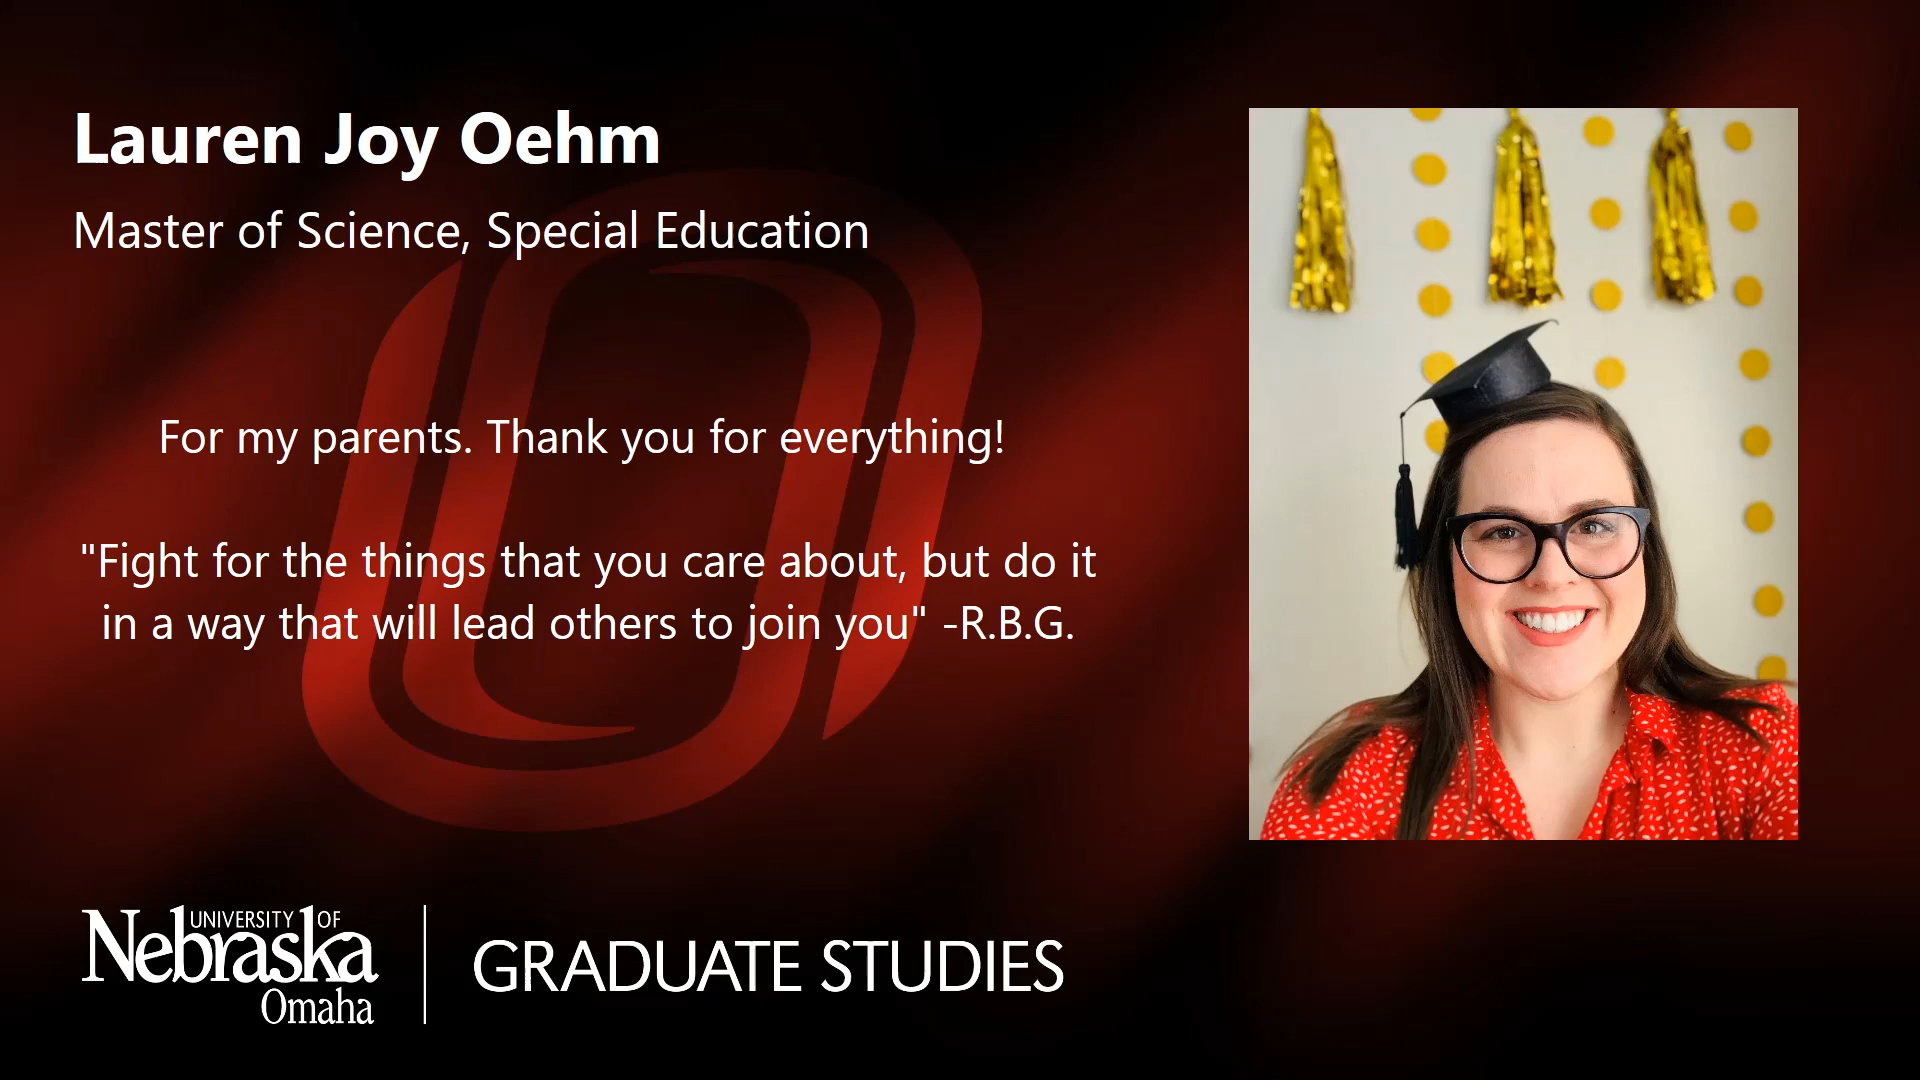 Lauren Joy Oehm
Master of Science, Special Education
For my parents. Thank you for everything!
"Fight for the things that you care about, but do it
in a way that will lead others to join you" -R.B.G.
UNIVERSITY OF
Nebraska
Omaha
GRADUATE STUDIES